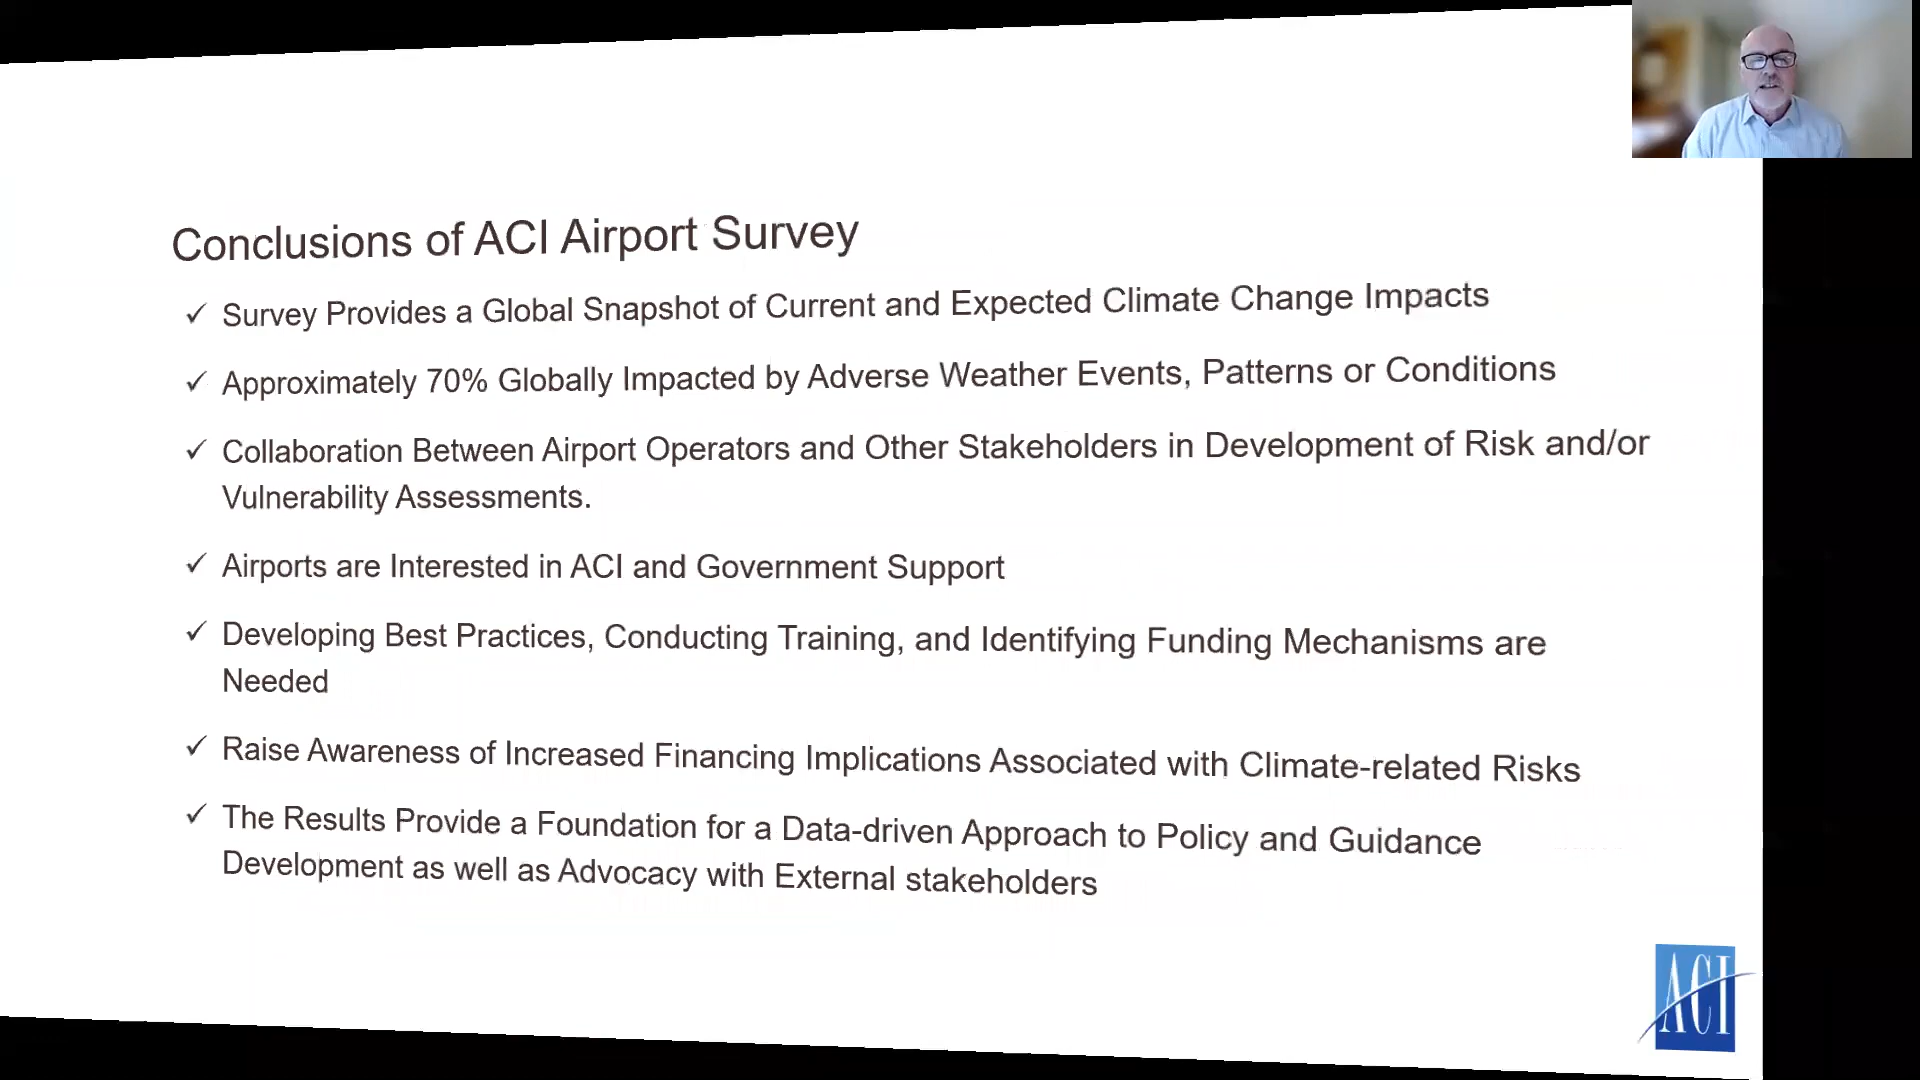 Conclusions of ACI Airport Survey
✓ Survey Provides a Global Snapshot of Current and Expected Climate Change Impacts
✓ Approximately 70% Globally Impacted by Adverse Weather Events, Patterns or Conditions
✓ Collaboration Between Airport Operators and Other Stakeholders in Development of Risk and/or
Vulnerability Assessments.
✓ Airports are Interested in ACI and Government Support
✓ Developing Best Practices, Conducting Training, and Identifying Funding Mechanisms are
Needed
✓ Raise Awareness of Increased Financing Implications Associated with Climate-related Risks
✓ The Results Provide a Foundation for a Data-driven Approach to Policy and Guidance
Development as well as Advocacy with External stakeholders
ACI